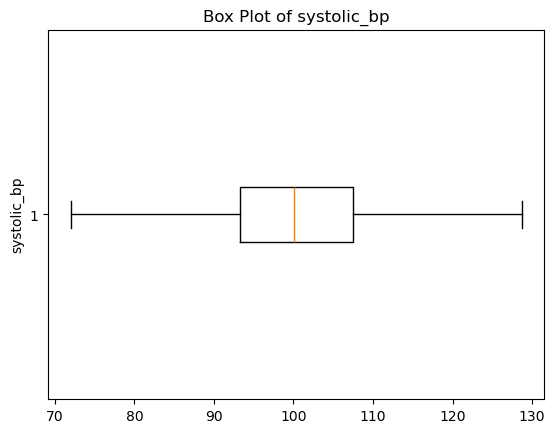 Box Plot of systolic_bp
systolic_bp
1
70 80 90 100 110 120 130